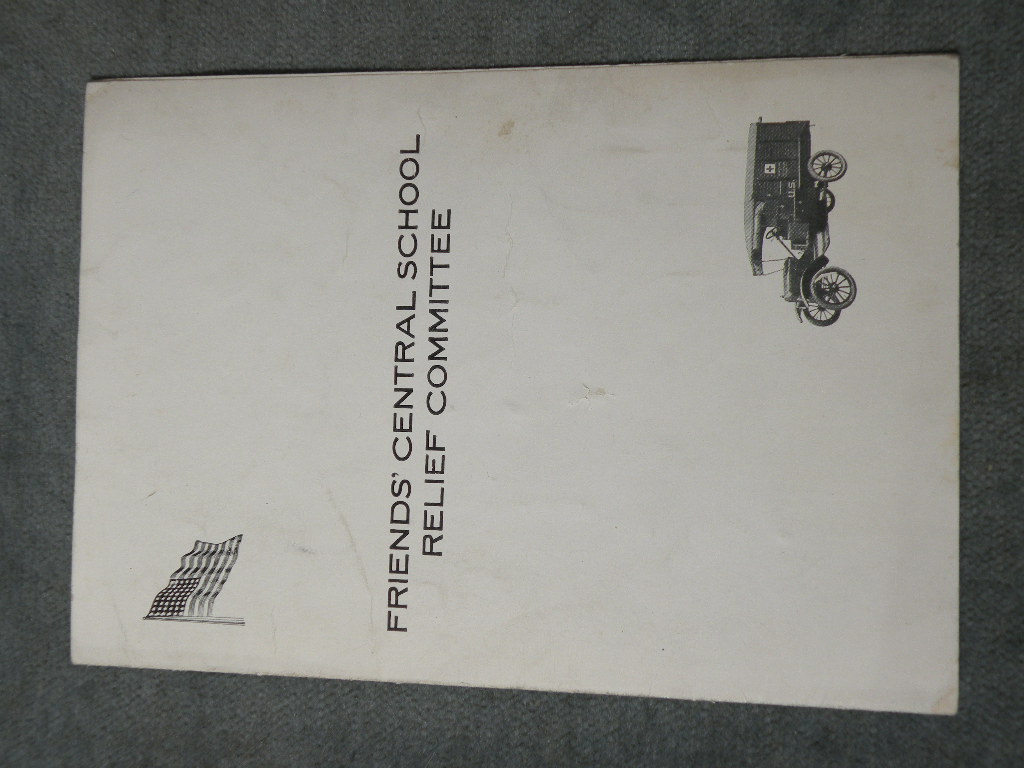 FRIENDS' CENTRAL SCHOOL
RELIEF COMMITTEE
U.S.